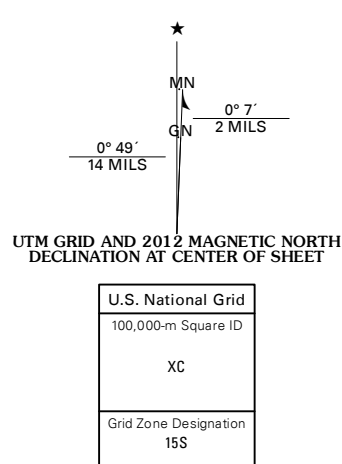 ★
MN
0° 7´
2 MILS
GN
0° 49´
14 MILS
UTM GRID AND 2012 MAGNETIC NORTH
DECLINATION AT CENTER OF SHEET
U.S. National Grid
100,000-m Square ID
XC
Grid Zone Designation
15S